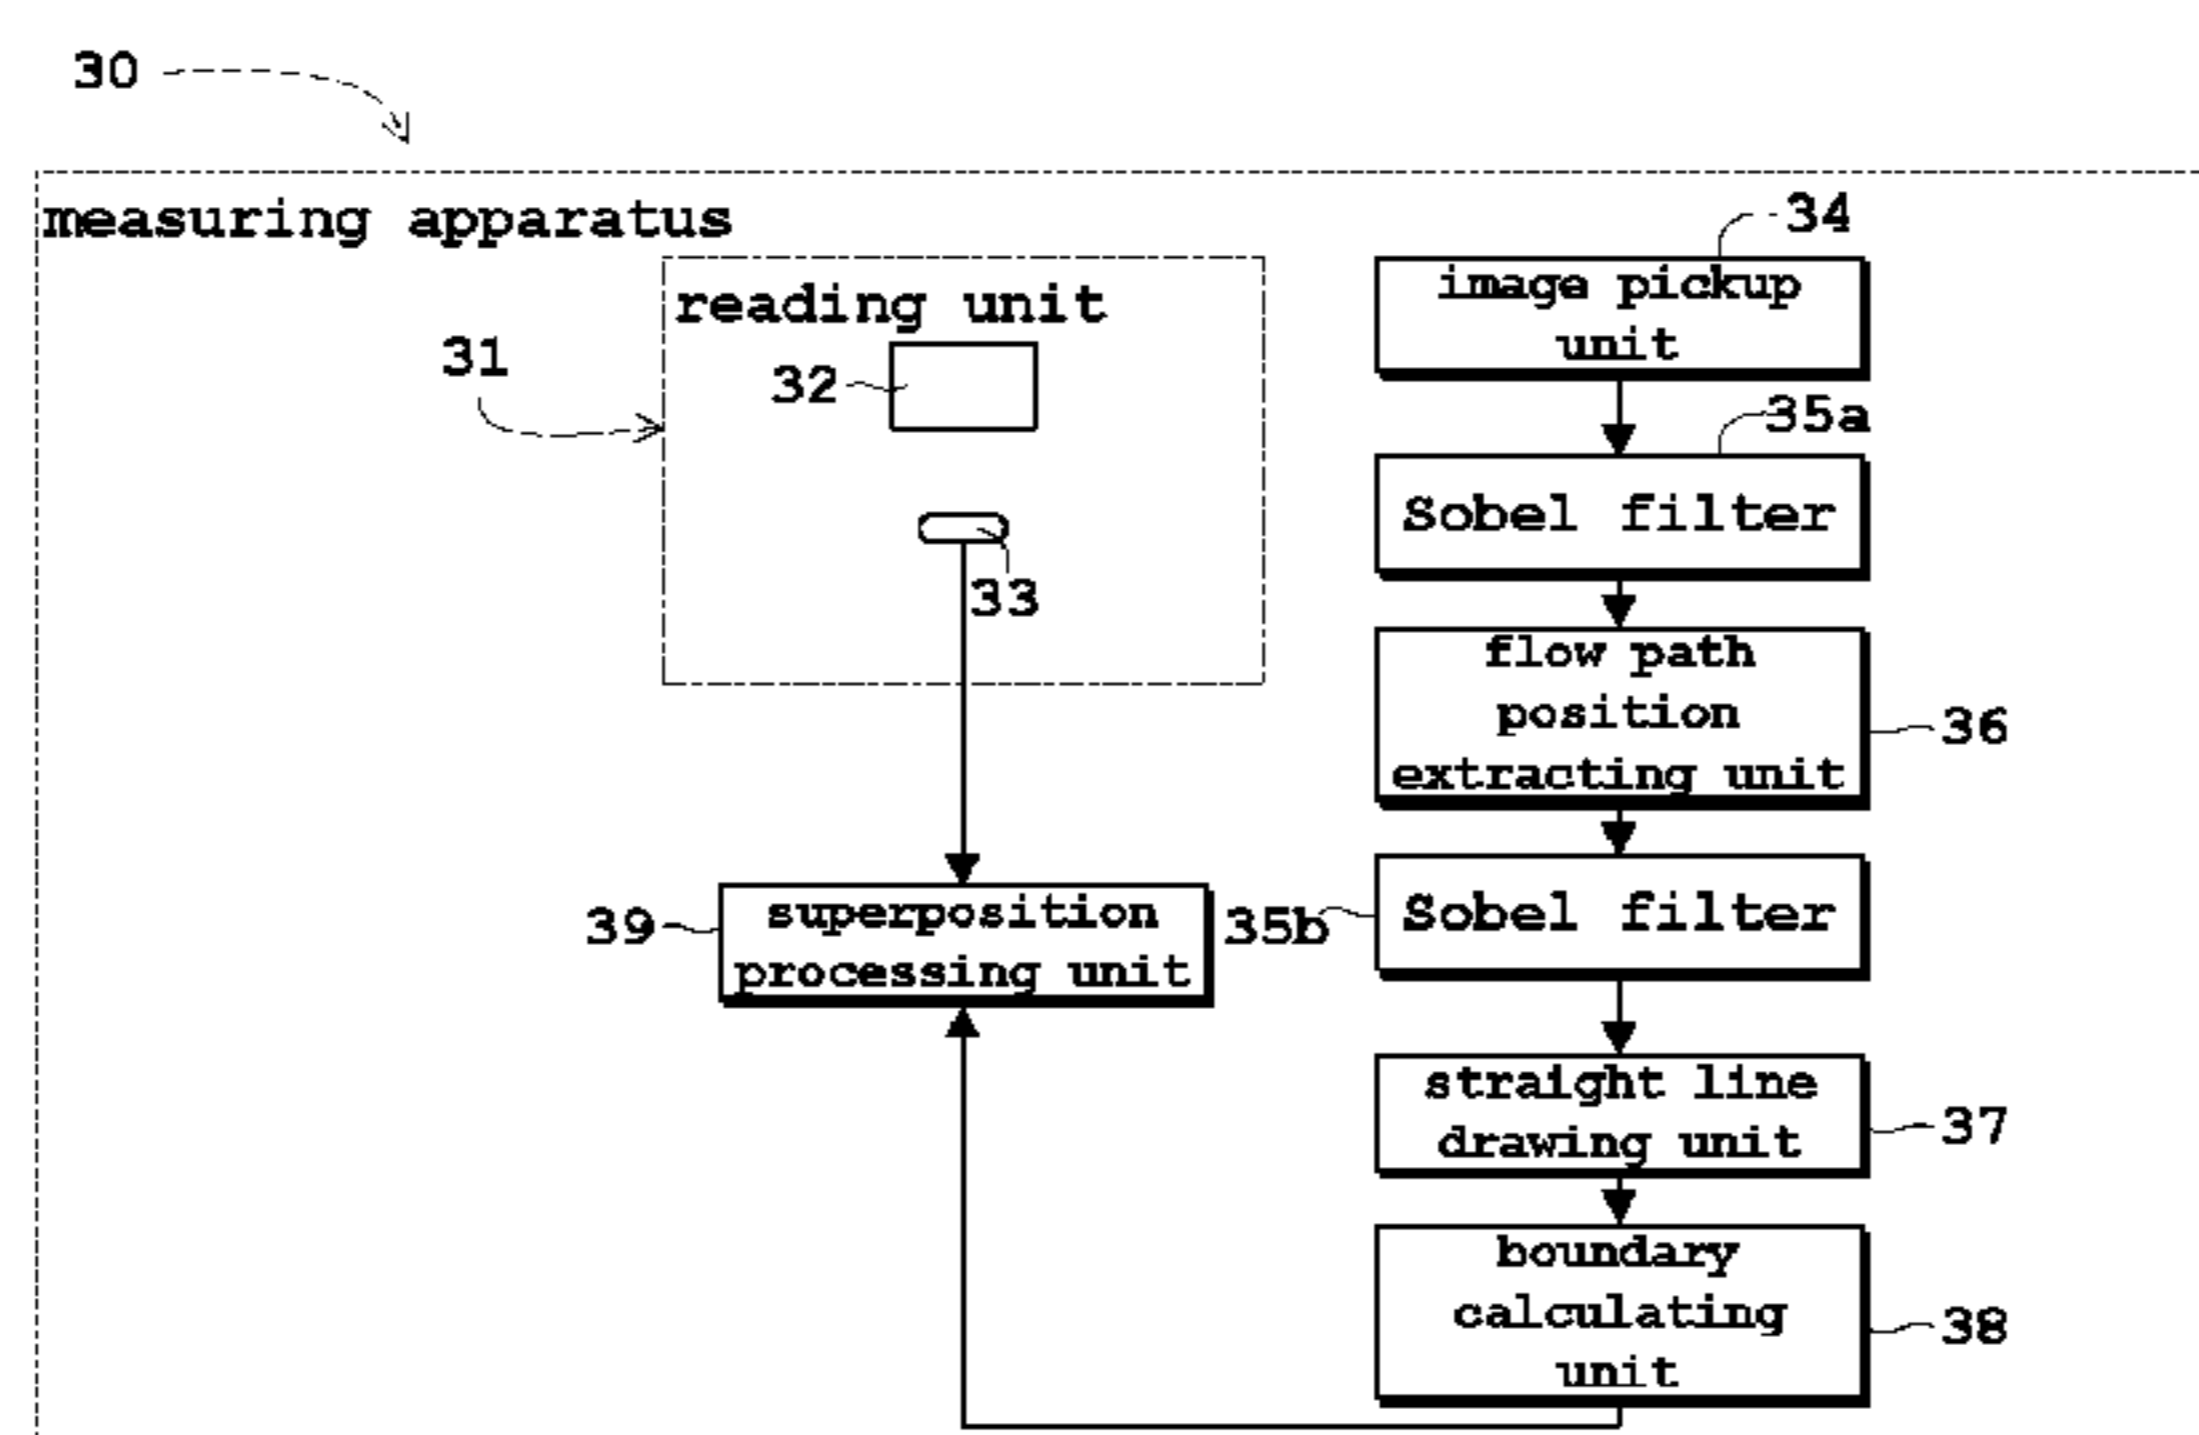 30
measuring apparatus
34
image pickup
unit
reading unit
31
32
35a
Sobel filter
33
flow path
position
extracting unit
36
39
superposition
processing unit
35b
Sobel filter
straight line
drawing unit
37
boundary
calculating
unit
38